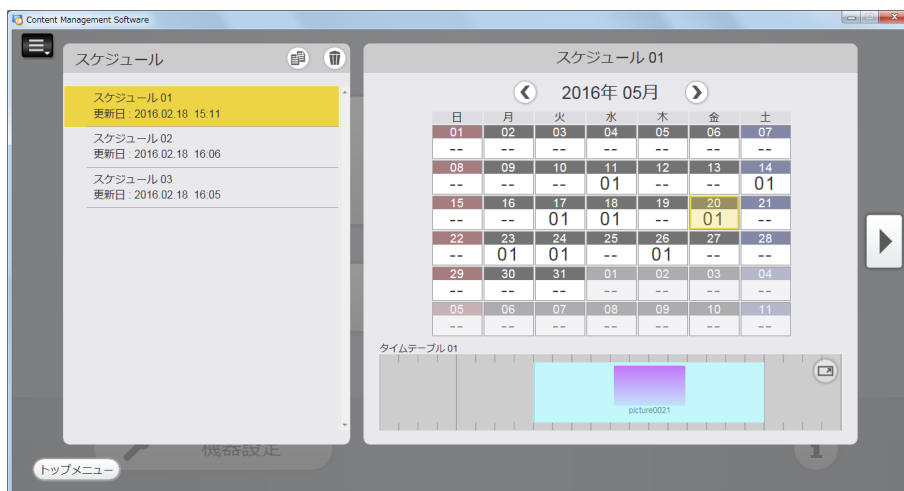 Content Management Software
スケジュール
スケジュール 01
更新日 : 2016.02.18 15:11
スケジュール 02
更新日 : 2016.02.18 16:06
スケジュール 03
更新日 : 2016.02.18 16:05
スケジュール 01
2016年 05月
日 月 火 水 木 金 土
01 02 03 04 05 06 07
-- -- -- -- -- -- --
08 09 10 11 12 13 14
-- -- -- 01 -- -- 01
15 16 17 18 19 20 21
-- -- 01 01 -- 01 --
22 23 24 25 26 27 28
-- 01 01 -- 01 -- --
29 30 31 01 02 03 04
-- -- -- -- -- -- --
05 06 07 08 09 10 11
-- -- -- -- -- -- --
タイムテーブル 01
picture0021
機器設定
トップメニュー